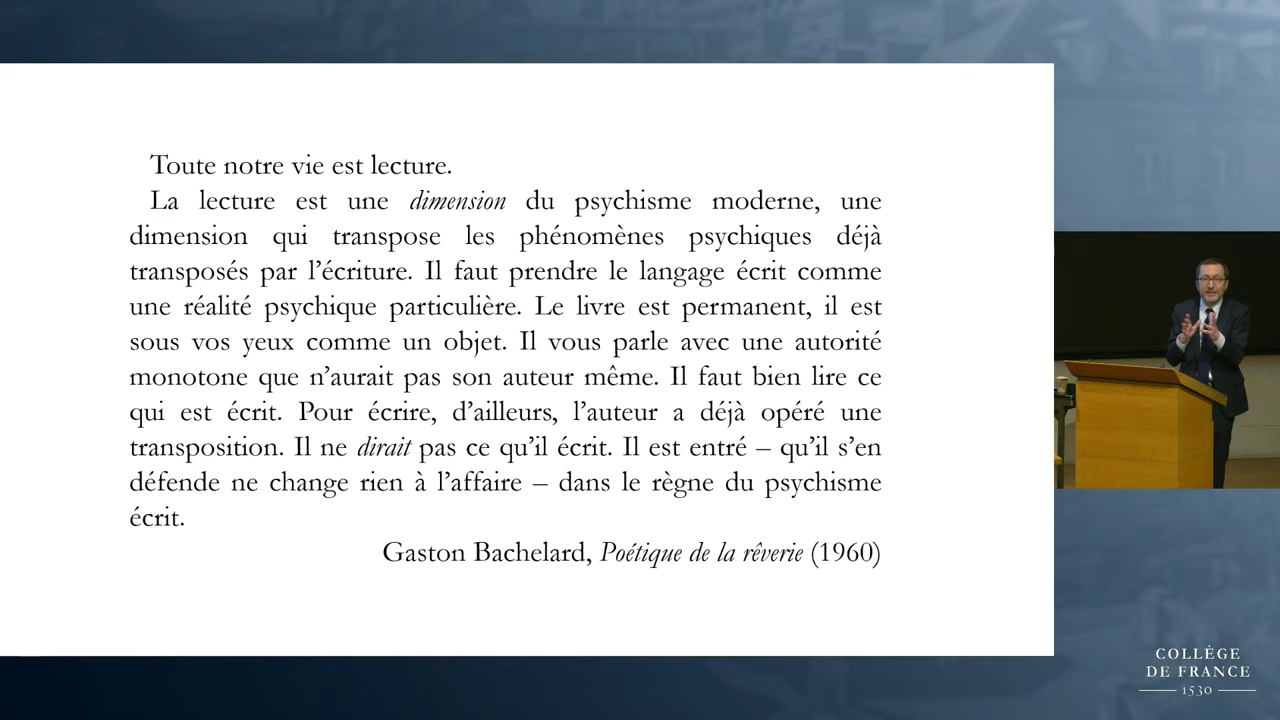 Toute notre vie est lecture.
La lecture est une dimension du psychisme moderne, une
dimension qui transpose les phénomènes psychiques déjà
transposés par l’écriture. Il faut prendre le langage écrit comme
une réalité psychique particulière. Le livre est permanent, il est
sous vos yeux comme un objet. Il vous parle avec une autorité
monotone que n’aurait pas son auteur même. Il faut bien lire ce
qui est écrit. Pour écrire, d’ailleurs, l’auteur a déjà opéré une
transposition. Il ne dirait pas ce qu’il écrit. Il est entré – qu’il s’en
défende ne change rien à l’affaire – dans le règne du psychisme
écrit.
Gaston Bachelard, Poétique de la rêverie (1960)
COLLÈGE
DE FRANCE
1530